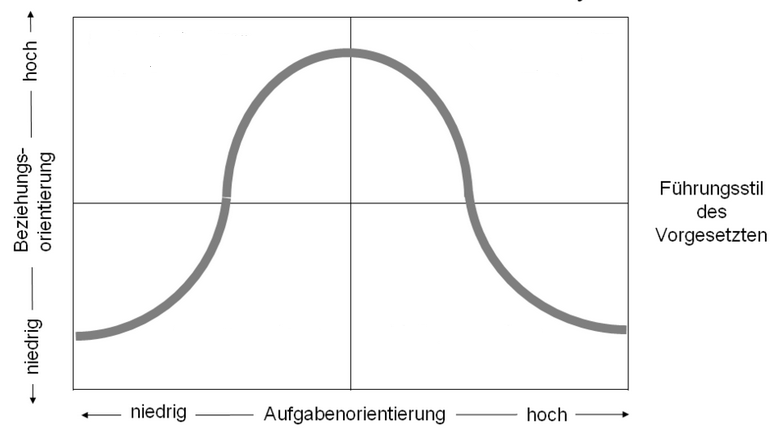 hoch
Beziehungs-
orientierung
niedrig
Führungsstil
des
Vorgesetzten
niedrig
Aufgabenorientierung
hoch